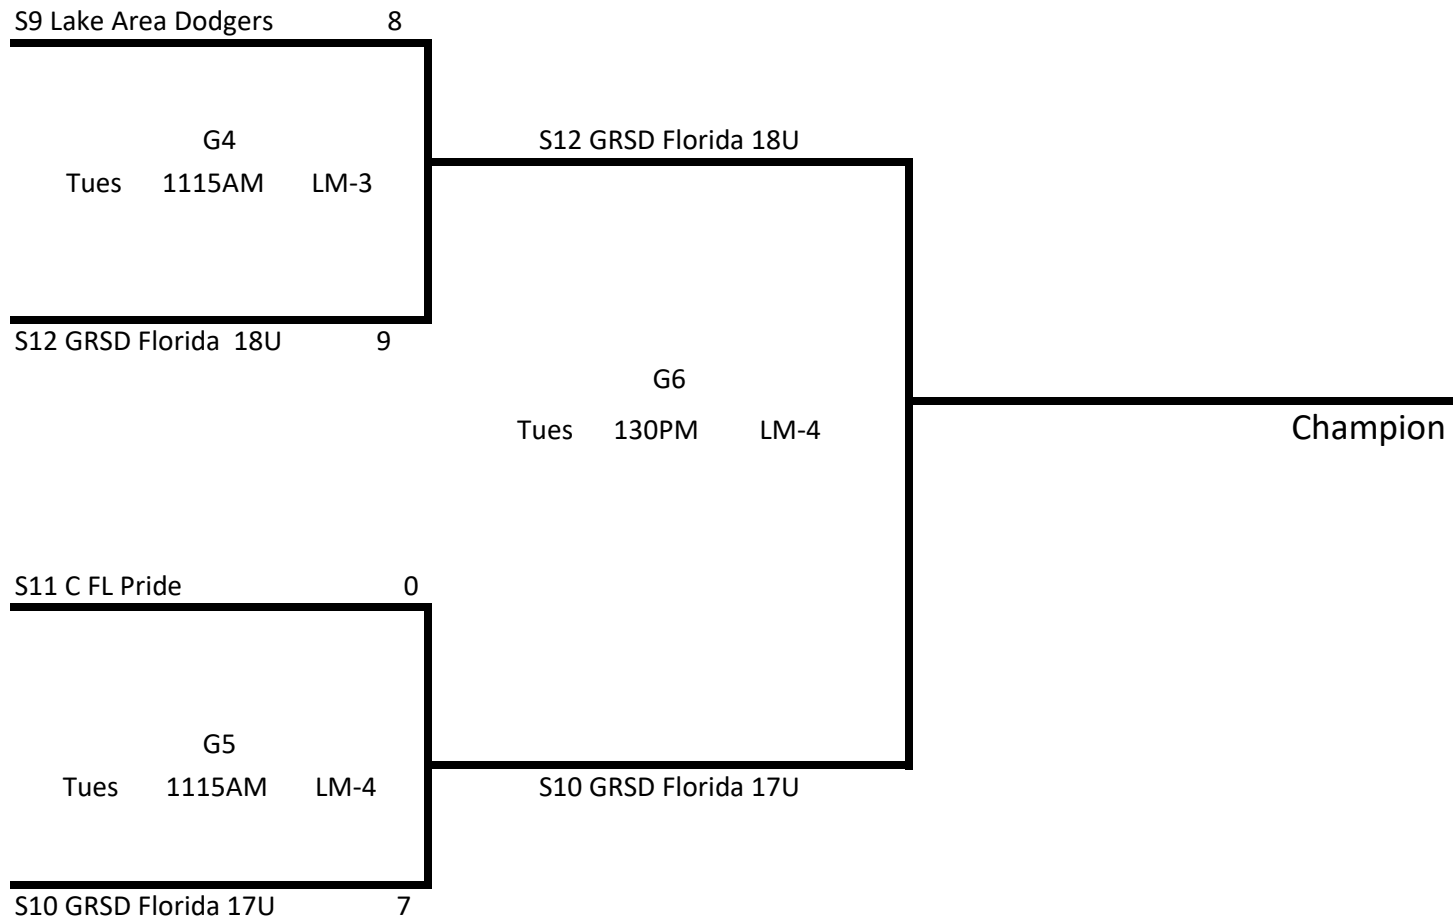 S9 Lake Area Dodgers 8
G4
Tues 1115AM LM-3
S12 GRSD Florida 18U
S12 GRSD Florida 18U 9
G6
Tues 130PM LM-4
Champion
S11 C FL Pride 0
G5
Tues 1115AM LM-4
S10 GRSD Florida 17U
S10 GRSD Florida 17U 7